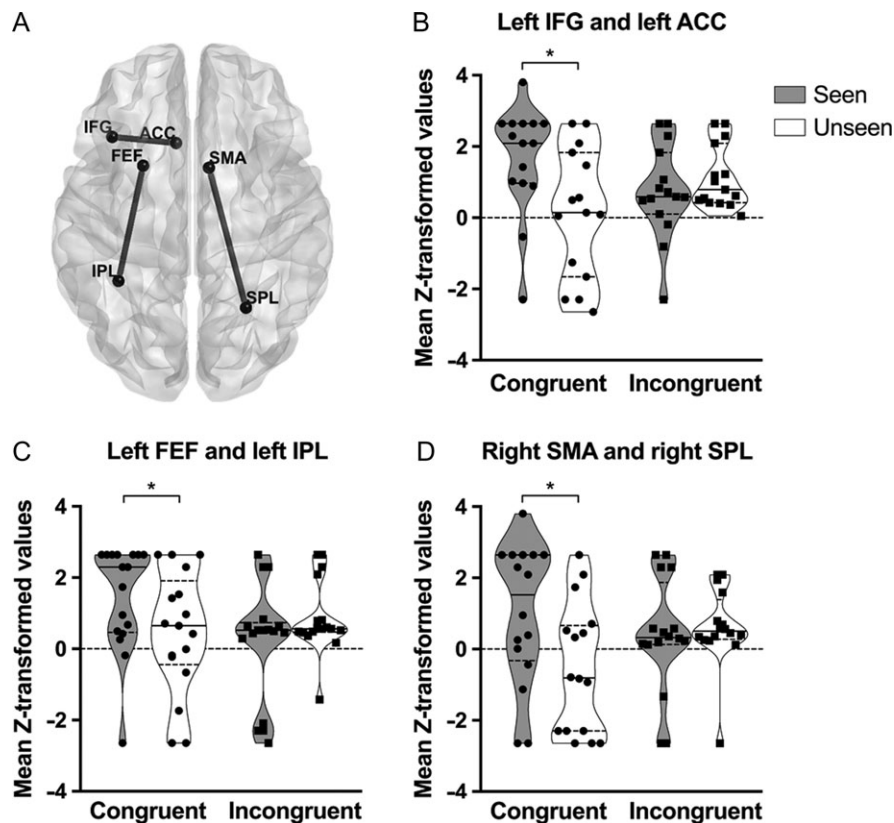 A
IFG
ACC
FEF
SMA
IPL
SPL
B
Left IFG and left ACC
*
Mean Z-transformed values
4
2
0
-2
-4
Congruent
Incongruent
Seen
Unseen
C
Left FEF and left IPL
*
Mean Z-transformed values
4
2
0
-2
-4
Congruent
Incongruent
D
Right SMA and right SPL
*
Mean Z-transformed values
4
2
0
-2
-4
Congruent
Incongruent